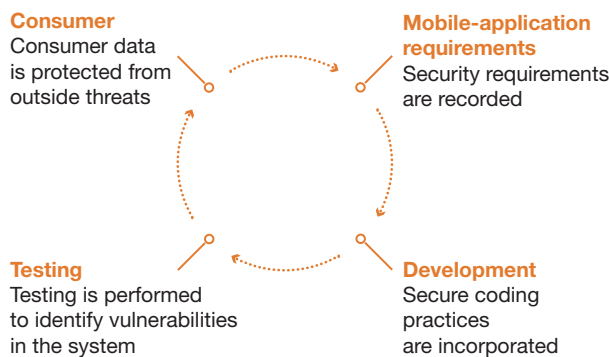 Consumer
Consumer data
is protected from
outside threats
Mobile-application
requirements
Security requirements
are recorded
Testing
Testing is performed
to identify vulnerabilities
in the system
Development
Secure coding
practices
are incorporated